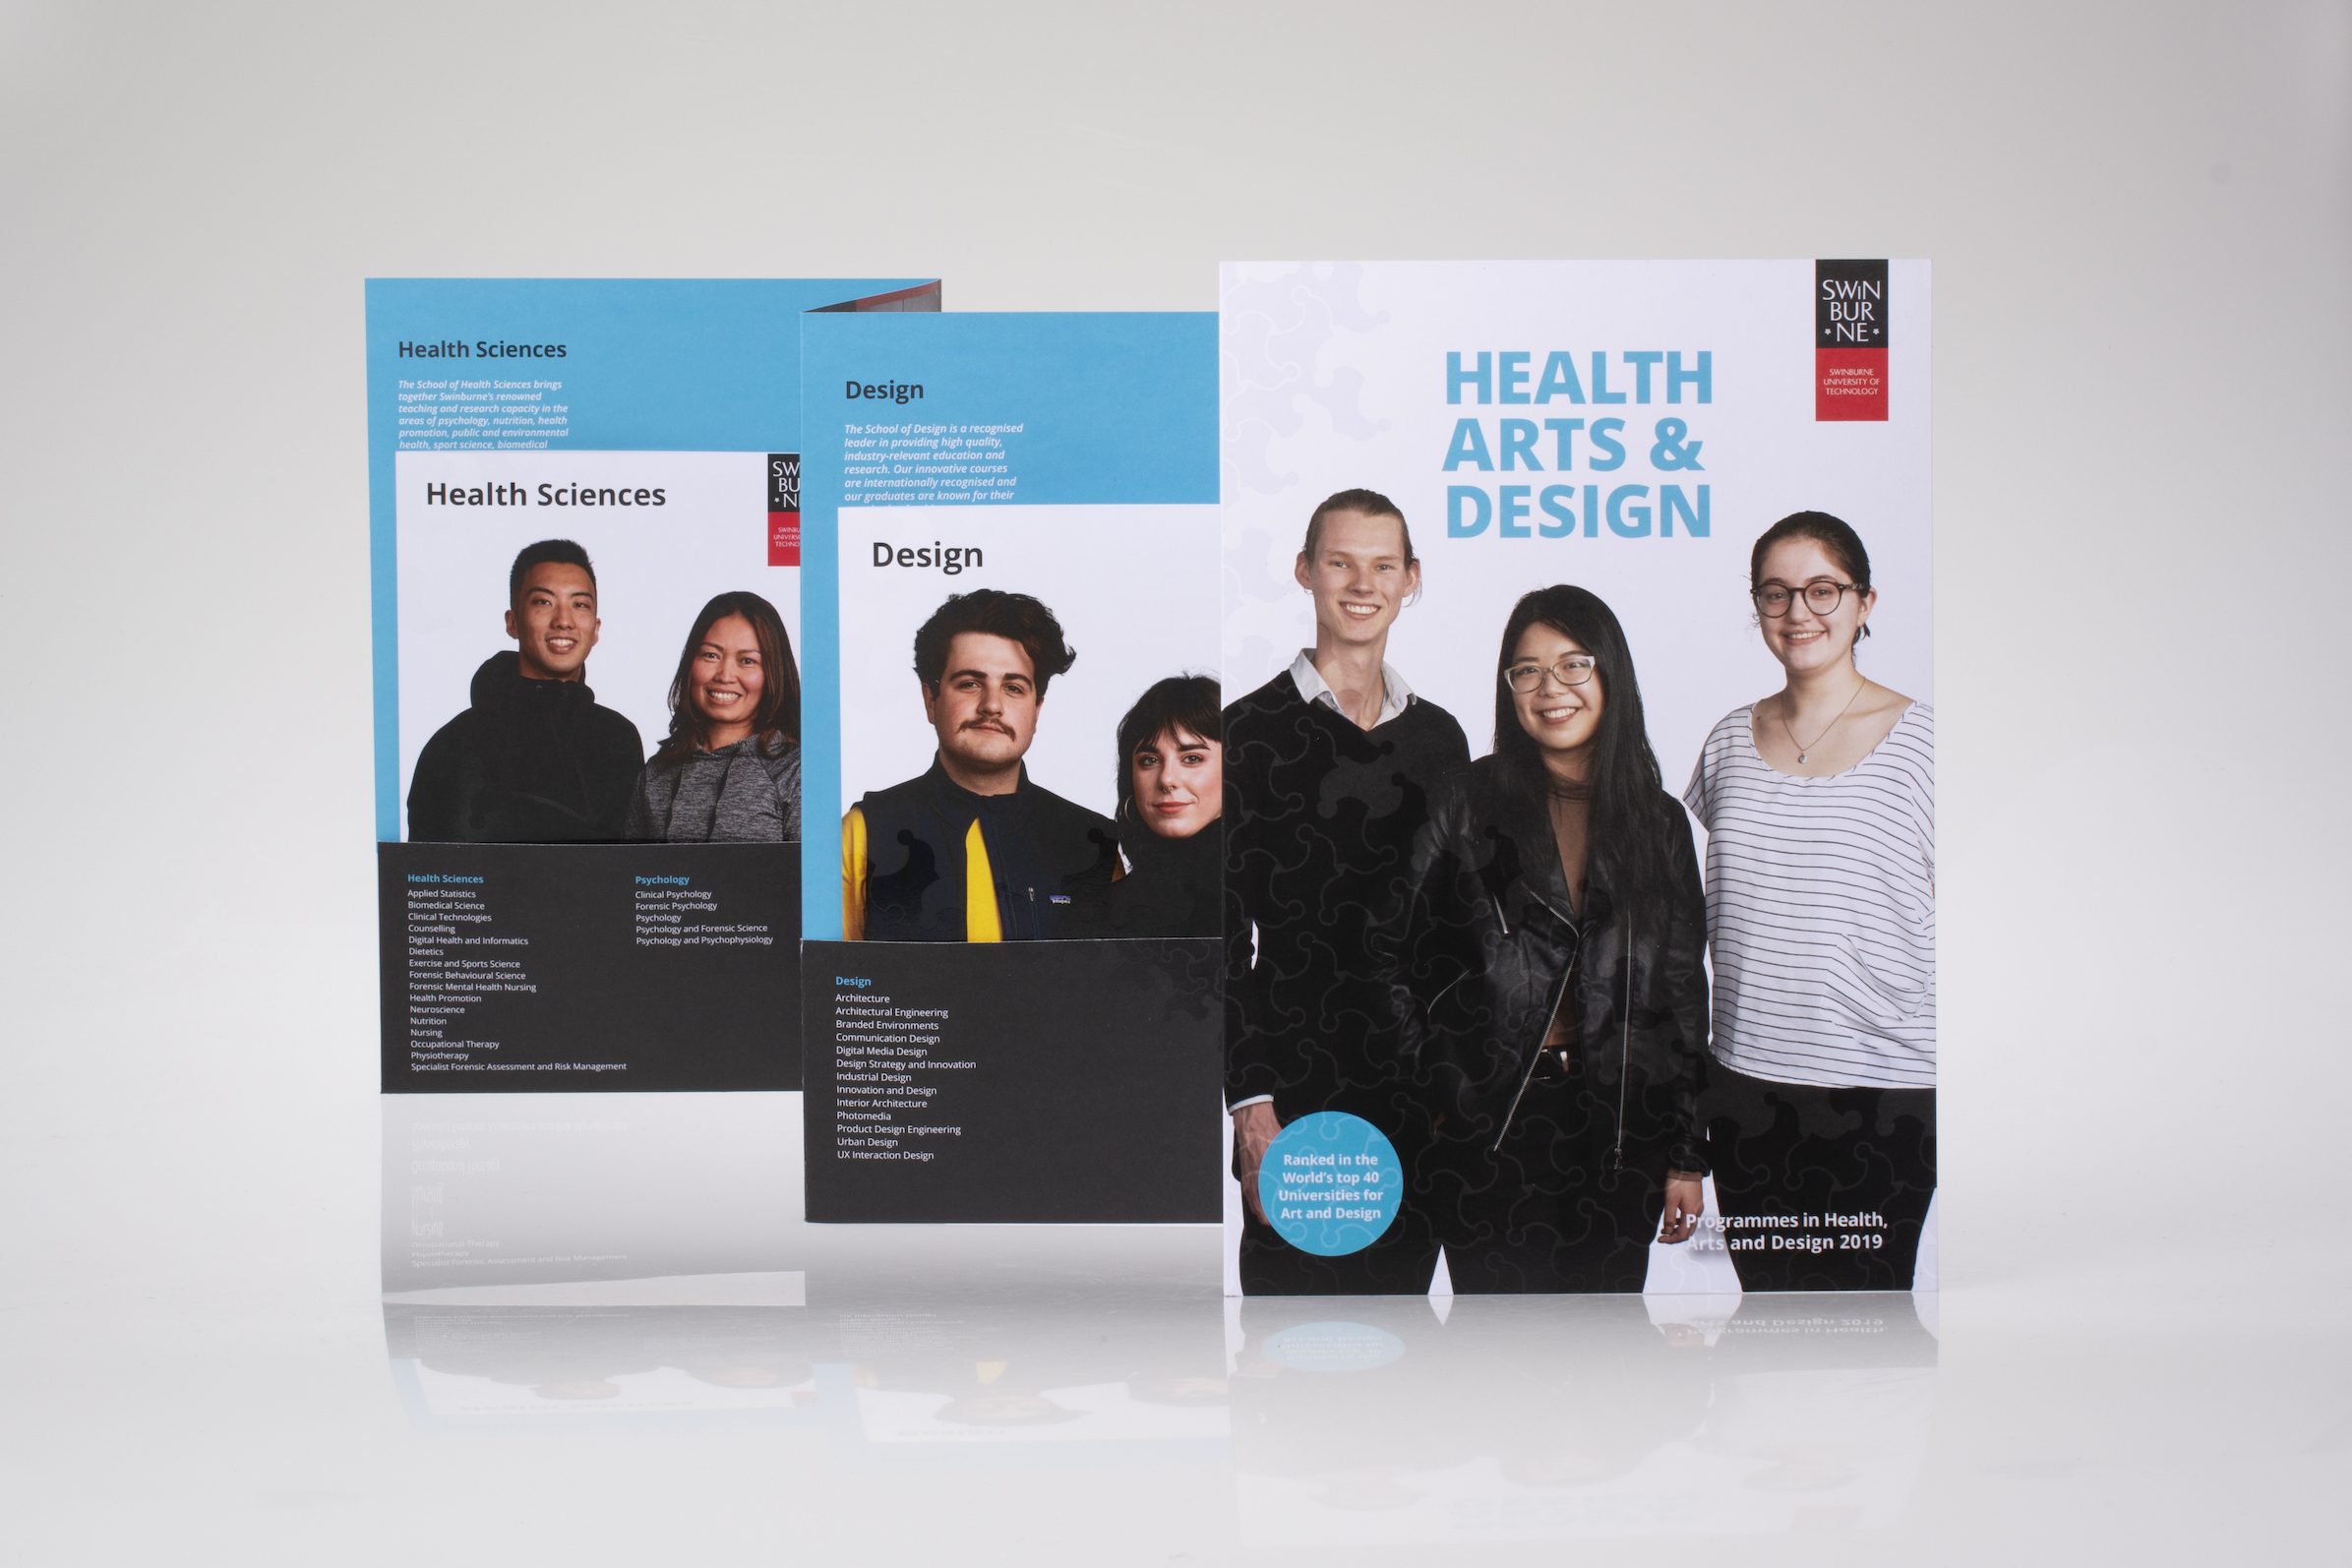 Health Sciences
The School of Health Sciences brings
together Swinburne's renowned
teaching and research capacity in the
areas of psychology, nutrition, health
promotion, public and environmental
health, sport science, biomedical
Health Sciences
SW
BU
SWINBU
UNIVERS
TECHNO
Health Sciences
Applied Statistics
Biomedical Science
Clinical Technologies
Counselling
Digital Health and Informatics
Dietetics
Exercise and Sports Science
Forensic Behavioural Science
Forensic Mental Health Nursing
Health Promotion
Neuroscience
Nutrition
Nursing
Occupational Therapy
Physiotherapy
Specialist Forensic Assessment and Risk Management
Psychology
Clinical Psychology
Forensic Psychology
Psychology
Psychology and Forensic Science
Psychology and Psychophysiology
Design
The School of Design is a recognised
leader in providing high quality,
industry-relevant education and
research. Our innovative courses
are internationally recognised and
our graduates are known for their
Design
Design
Architecture
Architectural Engineering
Branded Environments
Communication Design
Digital Media Design
Design Strategy and Innovation
Industrial Design
Innovation and Design
Interior Architecture
Photomedia
Product Design Engineering
Urban Design
UX Interaction Design
HEALTH
ARTS &
DESIGN
SWiN
BUR
* NE *
SWINBURNE
UNIVERSITY OF
TECHNOLOGY
Ranked in the
World's top 40
Universities for
Art and Design
Programmes in Health,
Arts and Design 2019